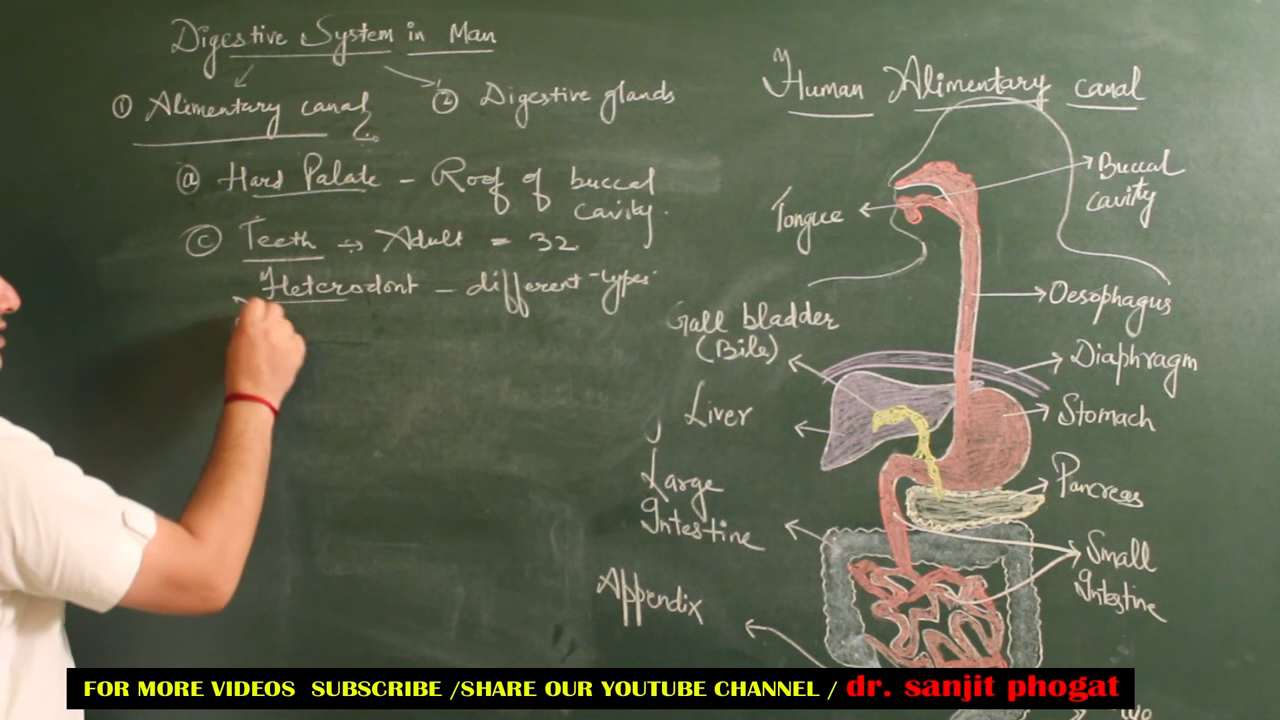 Digestive System in Man
① Alimentary canal
② Digestive glands
ⓐ Hard Palate - Roof of buccal
cavity.
ⓒ Teeth → Adult = 32
Hetcrodont - different types
Human Alimentary canal
Buccal
cavity
Tongue
Oesophagus
Gall bladder
(Bile)
Diaphragm
Liver
Stomach
Large
Intestine
Pancreas
Small
Intestine
Appendix
FOR MORE VIDEOS SUBSCRIBE /SHARE OUR YOUTUBE CHANNEL / dr. sanjit phogat